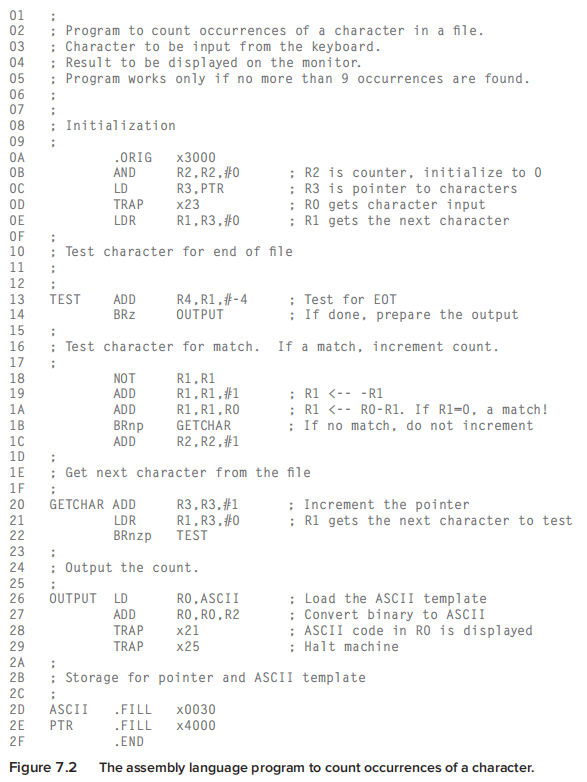 01 ;
02 ; Program to count occurrences of a character in a file.
03 ; Character to be input from the keyboard.
04 ; Result to be displayed on the monitor.
05 ; Program works only if no more than 9 occurrences are found.
06 ;
07 ;
08 ; Initialization
09 ;
0A .ORIG x3000
0B AND R2,R2,#0 ; R2 is counter, initialize to 0
0C LD R3,PTR ; R3 is pointer to characters
0D TRAP x23 ; R0 gets character input
0E LDR R1,R3,#0 ; R1 gets the next character
0F ;
10 ; Test character for end of file
11 ;
12 ;
13 TEST ADD R4,R1,#-4 ; Test for EOT
14 BRz OUTPUT ; If done, prepare the output
15 ;
16 ; Test character for match. If a match, increment count.
17 ;
18 NOT R1,R1
19 ADD R1,R1,#1 ; R1 <-- -R1
1A ADD R1,R1,R0 ; R1 <-- R0-R1. If R1=0, a match!
1B BRnp GETCHAR ; If no match, do not increment
1C ADD R2,R2,#1
1D ;
1E ; Get next character from the file
1F ;
20 GETCHAR ADD R3,R3,#1 ; Increment the pointer
21 LDR R1,R3,#0 ; R1 gets the next character to test
22 BRnzp TEST
23 ;
24 ; Output the count.
25 ;
26 OUTPUT LD R0,ASCII ; Load the ASCII template
27 ADD R0,R0,R2 ; Convert binary to ASCII
28 TRAP x21 ; ASCII code in R0 is displayed
29 TRAP x25 ; Halt machine
2A ;
2B ; Storage for pointer and ASCII template
2C ;
2D ASCII .FILL x0030
2E PTR .FILL x4000
2F .END
Figure 7.2 The assembly language program to count occurrences of a character.